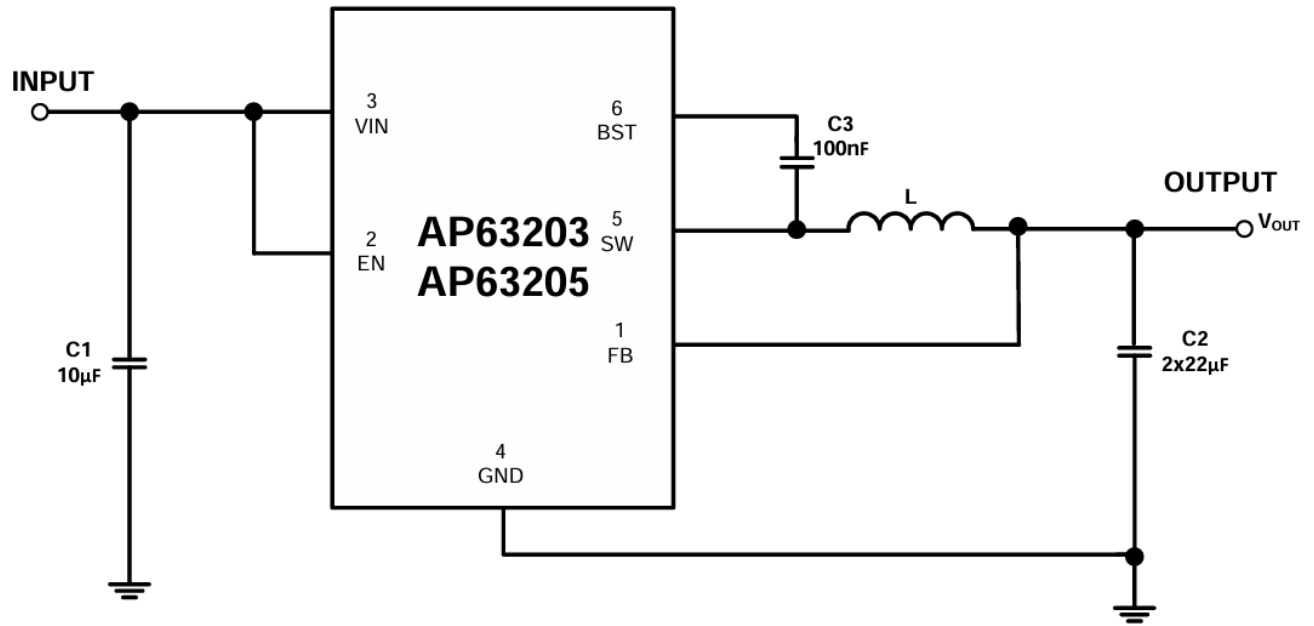 INPUT
3
VIN
2
EN
C1
10µF
AP63203
AP63205
4
GND
6
BST
5
SW
1
FB
C3
100nF
L
OUTPUT
VOUT
C2
2x22µF